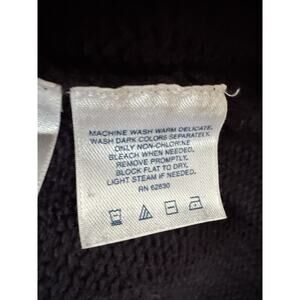 MACHINE WASH WARM DELICATE.
WASH DARK COLORS SEPARATELY.
ONLY NON-CHLORINE
BLEACH WHEN NEEDED.
REMOVE PROMPTLY.
BLOCK FLAT TO DRY.
LIGHT STEAM IF NEEDED.
RN 62830